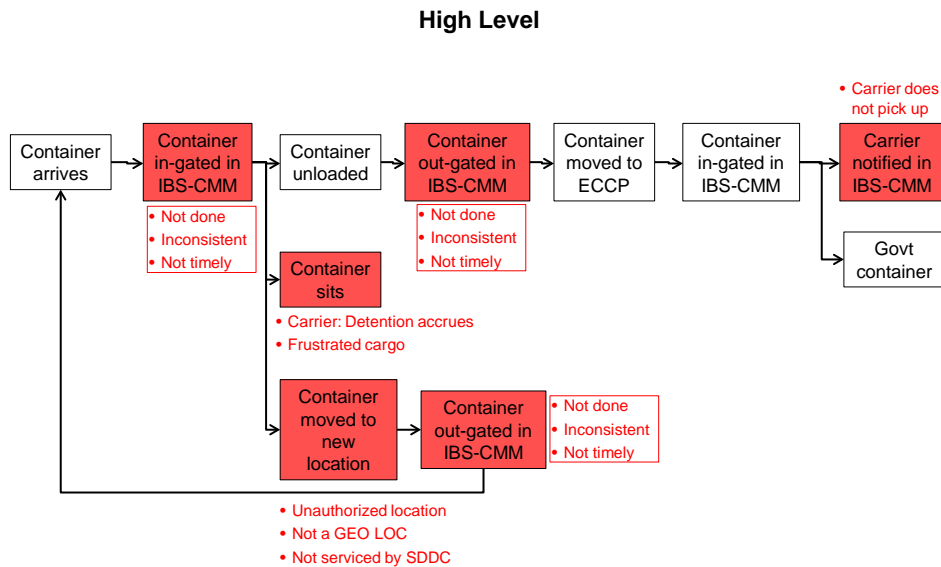 High Level
• Carrier does
not pick up
Container
arrives
Container
in-gated in
IBS-CMM
Container
unloaded
Container
out-gated in
IBS-CMM
Container
moved to
ECCP
Container
in-gated in
IBS-CMM
Carrier
notified in
IBS-CMM
• Not done
• Inconsistent
• Not timely
• Not done
• Inconsistent
• Not timely
Govt
container
Container
sits
• Carrier: Detention accrues
• Frustrated cargo
Container
moved to
new
location
Container
out-gated in
IBS-CMM
• Not done
• Inconsistent
• Not timely
• Unauthorized location
• Not a GEO LOC
• Not serviced by SDDC